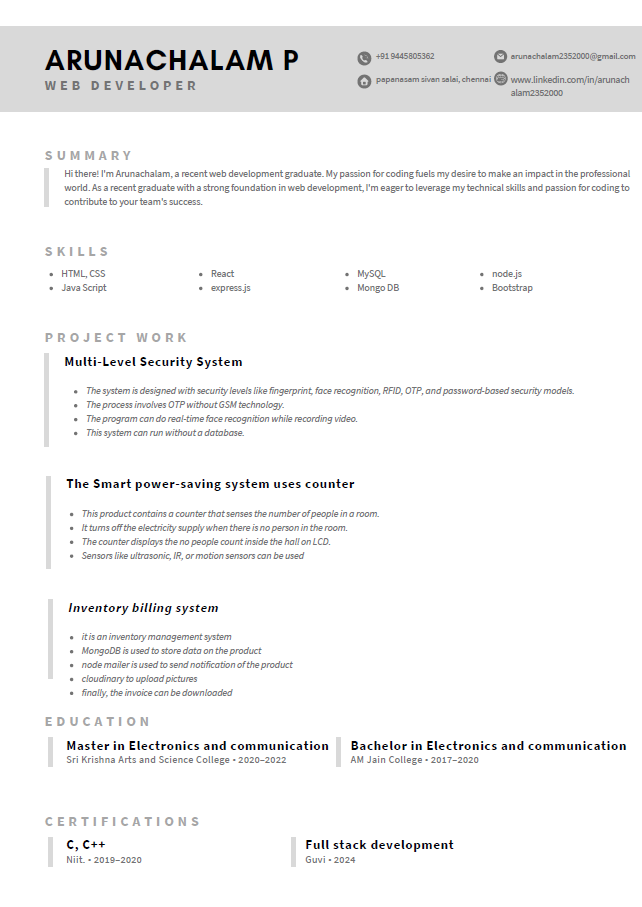 ARUNACHALAM P
WEB DEVELOPER
+91 9445805362
arunachalam2352000@gmail.com
papanasam sivan salai, chennai
www.linkedin.com/in/arunach
alam2352000
SUMMARY
Hi there! I'm Arunachalam, a recent web development graduate. My passion for coding fuels my desire to make an impact in the professional
world. As a recent graduate with a strong foundation in web development, I'm eager to leverage my technical skills and passion for coding to
contribute to your team's success.
SKILLS
• HTML, CSS • React • MySQL • node.js
• Java Script • express.js • Mongo DB • Bootstrap
PROJECT WORK
Multi-Level Security System
• The system is designed with security levels like fingerprint, face recognition, RFID, OTP, and password-based security models.
• The process involves OTP without GSM technology.
• The program can do real-time face recognition while recording video.
• This system can run without a database.
The Smart power-saving system uses counter
• This product contains a counter that senses the number of people in a room.
• It turns off the electricity supply when there is no person in the room.
• The counter displays the no people count inside the hall on LCD.
• Sensors like ultrasonic, IR, or motion sensors can be used
Inventory billing system
• it is an inventory management system
• MongoDB is used to store data on the product
• node mailer is used to send notification of the product
• cloudinary to upload pictures
• finally, the invoice can be downloaded
EDUCATION
Master in Electronics and communication
Sri Krishna Arts and Science College • 2020–2022
Bachelor in Electronics and communication
AM Jain College • 2017–2020
CERTIFICATIONS
C, C++
Niit. • 2019–2020
Full stack development
Guvi • 2024